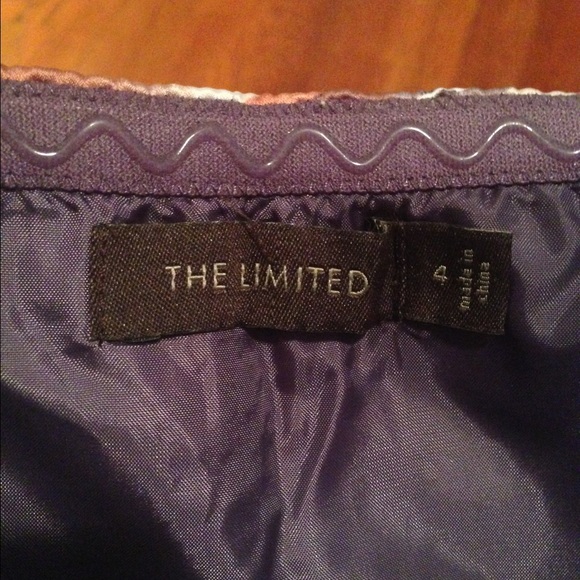 THE LIMITED
4
made in
china